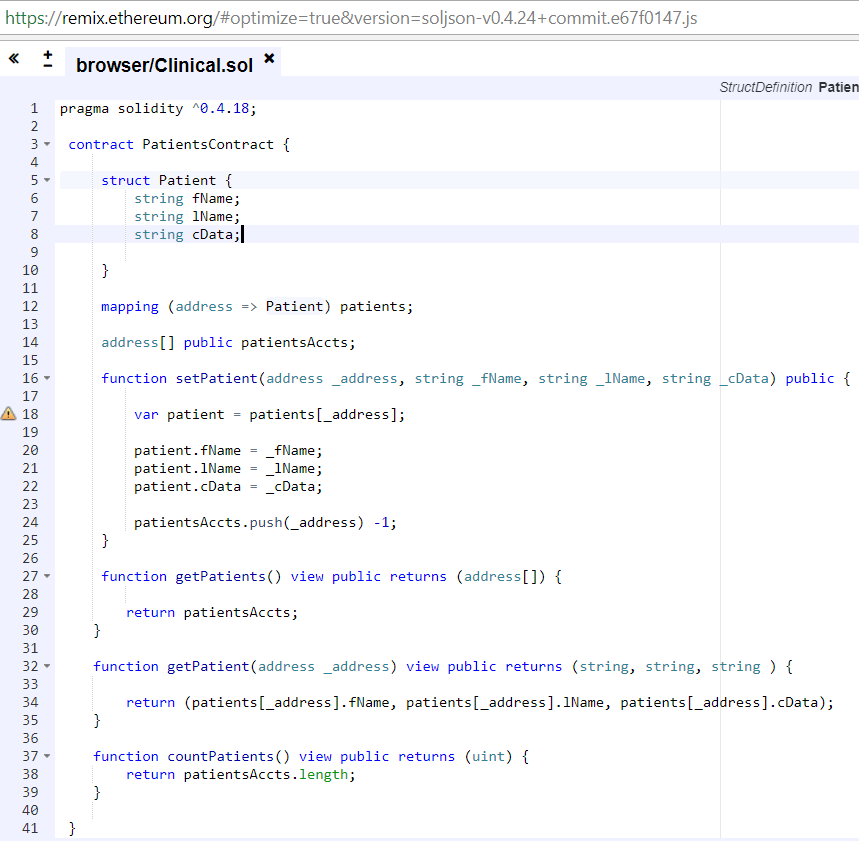 https://remix.ethereum.org/#optimize=true&version=soljson-v0.4.24+commit.e67f0147.js
« ± browser/Clinical.sol ✖
StructDefinition Patien
1 pragma solidity ^0.4.18;
2
3 contract PatientsContract {
4
5 struct Patient {
6 string fName;
7 string lName;
8 string cData;
9
10 }
11
12 mapping (address => Patient) patients;
13
14 address[] public patientsAccts;
15
16 function setPatient(address _address, string _fName, string _lName, string _cData) public {
17
18 var patient = patients[_address];
19
20 patient.fName = _fName;
21 patient.lName = _lName;
22 patient.cData = _cData;
23
24 patientsAccts.push(_address) -1;
25 }
26
27 function getPatients() view public returns (address[]) {
28
29 return patientsAccts;
30 }
31
32 function getPatient(address _address) view public returns (string, string, string ) {
33
34 return (patients[_address].fName, patients[_address].lName, patients[_address].cData);
35 }
36
37 function countPatients() view public returns (uint) {
38 return patientsAccts.length;
39 }
40
41 }